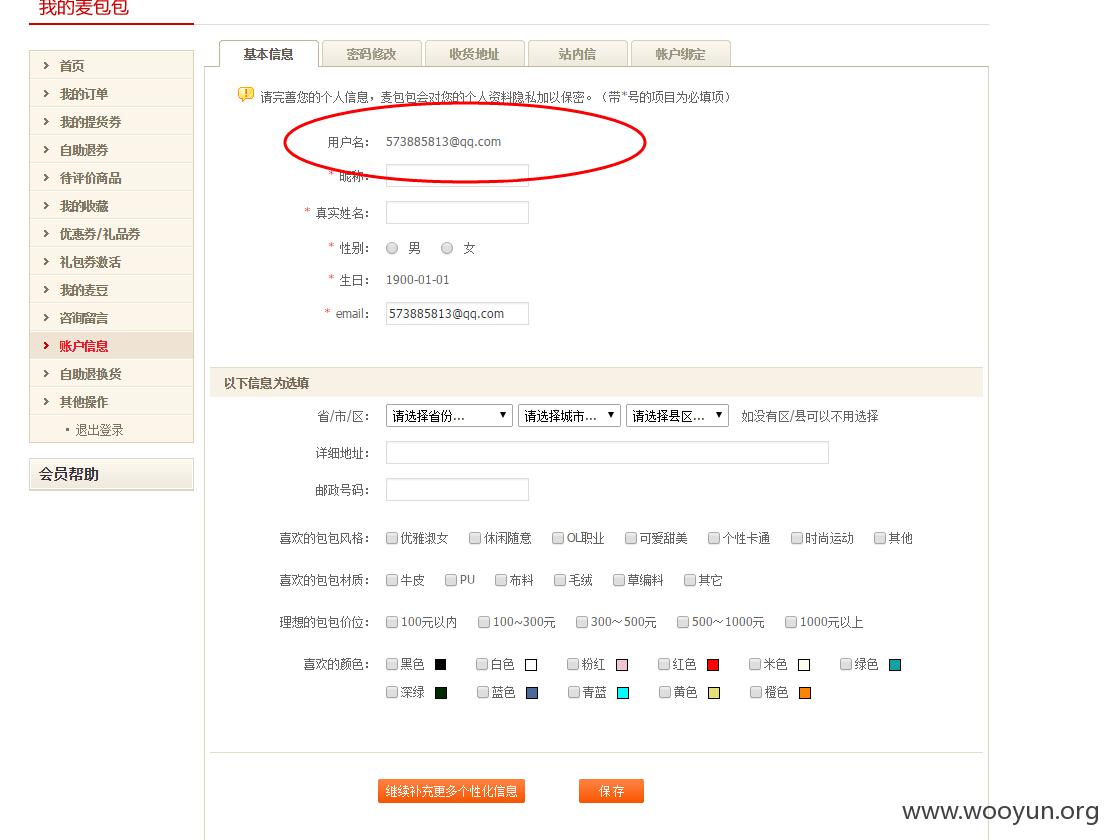 我的麦包包
首页
我的订单
我的提货券
自助退券
待评价商品
我的收藏
优惠券/礼品券
礼包券激活
我的麦豆
咨询留言
账户信息
自助退换货
其他操作
退出登录
会员帮助
基本信息 密码修改 收货地址 站内信 帐户绑定
请完善您的个人信息，麦包包会对您的个人资料隐私加以保密。（带*号的项目为必填项）
用户名： 573885813@qq.com
* 昵称：
* 真实姓名：
* 性别： 男 女
* 生日： 1900-01-01
* email： 573885813@qq.com
以下信息为选填
省/市/区： 请选择省份... 请选择城市... 请选择县区... 如没有区/县可以不用选择
详细地址：
邮政号码：
喜欢的包包风格： 优雅淑女 休闲随意 OL职业 可爱甜美 个性卡通 时尚运动 其他
喜欢的包包材质： 牛皮 PU 布料 毛绒 草编料 其它
理想的包包价位： 100元以内 100~300元 300～500元 500～1000元 1000元以上
喜欢的颜色： 黑色 白色 粉红 红色 米色 绿色
深绿 蓝色 青蓝 黄色 橙色
继续补充更多个性化信息 保存
www.wooyun.org